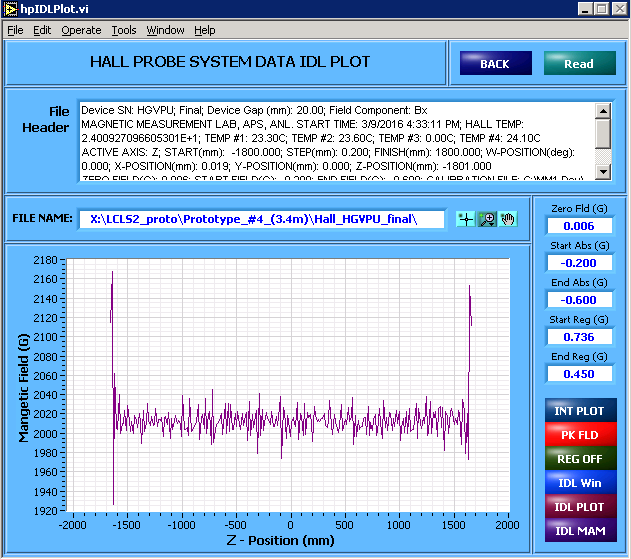 hpIDLPlot.vi
File Edit Operate Tools Window Help
HALL PROBE SYSTEM DATA IDL PLOT
BACK
Read
File Header
Device SN: HGVPU; Final; Device Gap (mm): 20.00; Field Component: Bx
MAGNETIC MEASUREMENT LAB, APS, ANL. START TIME: 3/9/2016 4:33:11 PM; HALL TEMP:
2.400927096605301E+1; TEMP #1: 23.30C; TEMP #2: 23.60C; TEMP #3: 0.00C; TEMP #4: 24.10C
ACTIVE AXIS: Z; START(mm): -1800.000; STEP(mm): 0.200; FINISH(mm): 1800.000; W-POSITION(deg):
0.000; X-POSITION(mm): 0.019; Y-POSITION(mm): 0.000; Z-POSITION(mm): -1801.000
ZERO FIELD(G): 0.006; START FIELD(G): -0.200; END FIELD(G): -0.600; CALIBRATION FILE: C:\MM1 Dev\
FILE NAME:
X:\LCLS2_proto\Prototype_#4_(3.4m)\Hall_HGVPU_final\
Zero Fld (G)
0.006
Start Abs (G)
-0.200
End Abs (G)
-0.600
Start Reg (G)
0.736
End Reg (G)
0.450
INT PLOT
PK FLD
REG OFF
IDL Win
IDL PLOT
IDL MAM
Mangetic Field (G)
2180
2160
2140
2120
2100
2080
2060
2040
2020
2000
1980
1960
1940
1920
-2000 -1500 -1000 -500 0 500 1000 1500 2000
Z - Position (mm)